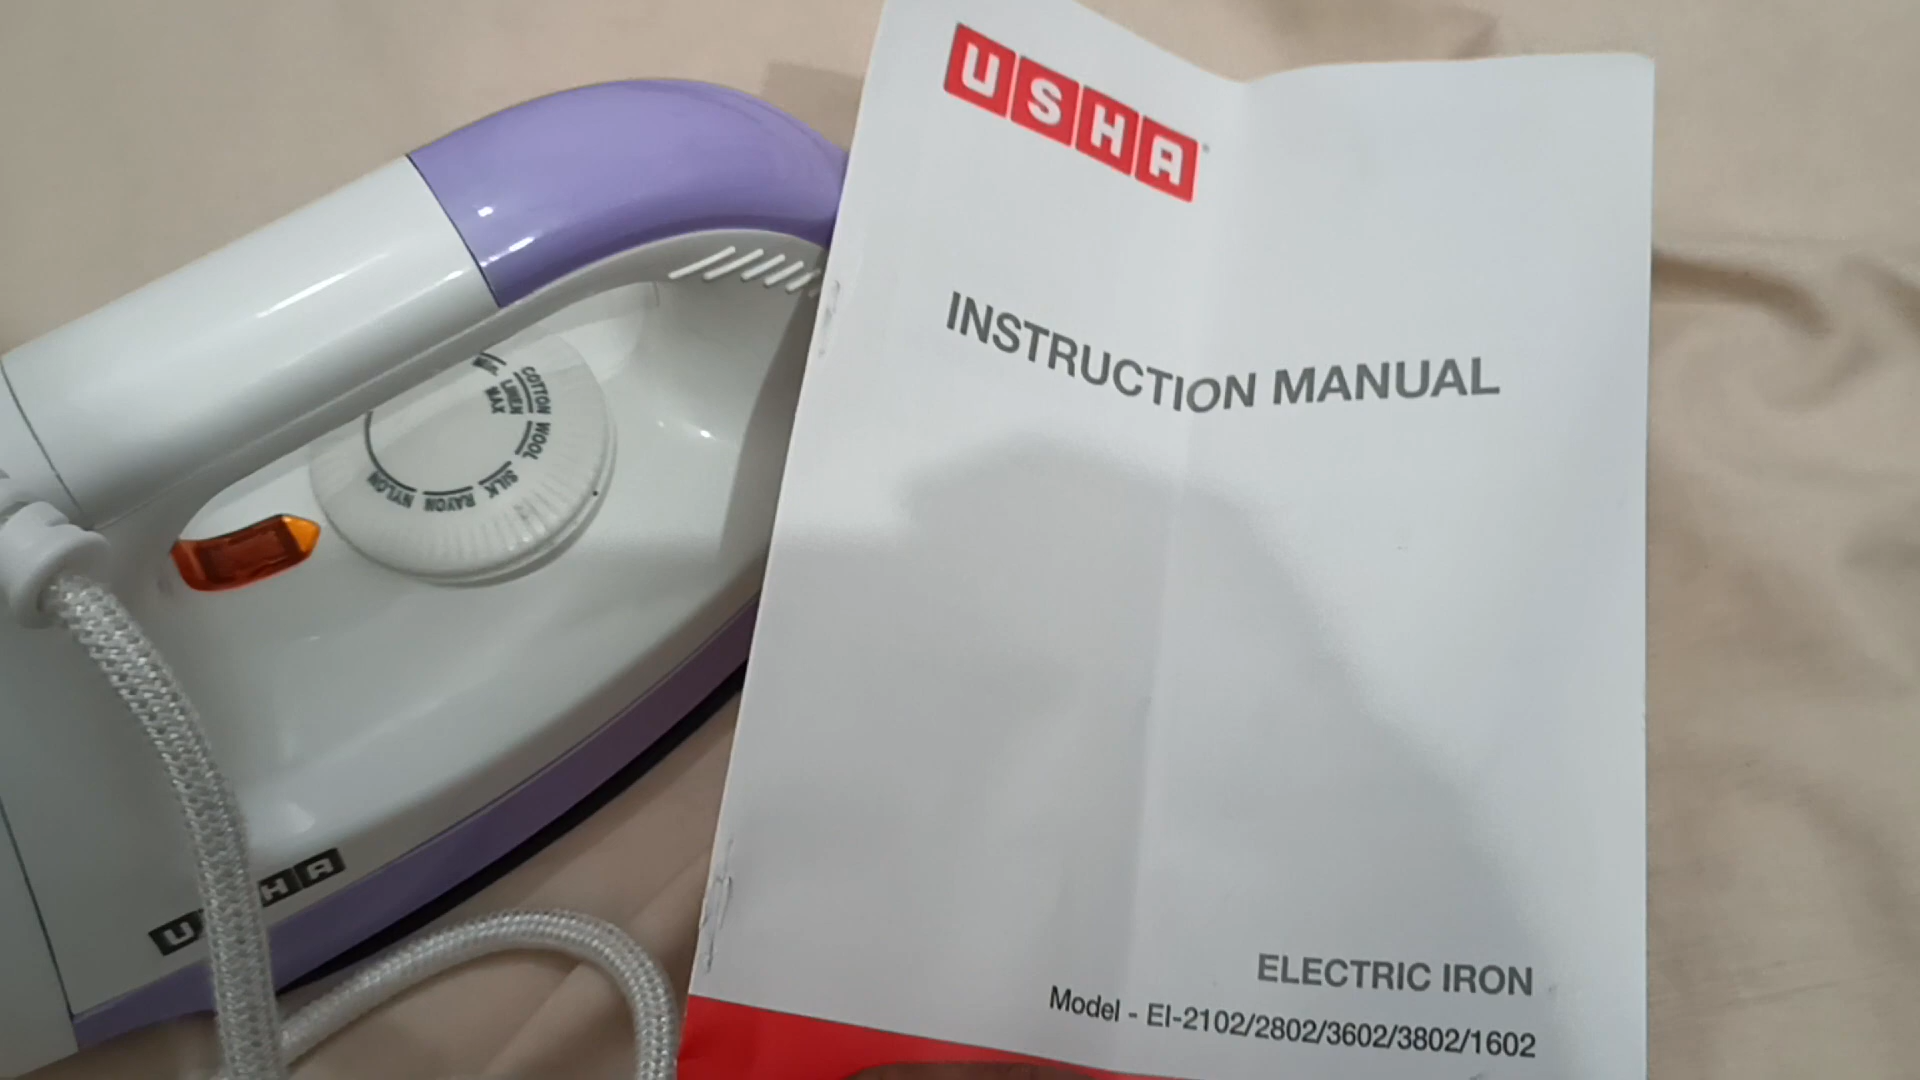 USHA
INSTRUCTION MANUAL
ELECTRIC IRON
Model - EI-2102/2802/3602/3802/1602
COTTON
LINEN
MAX
WOOL
SILK
RAYON
NYLON
U HA